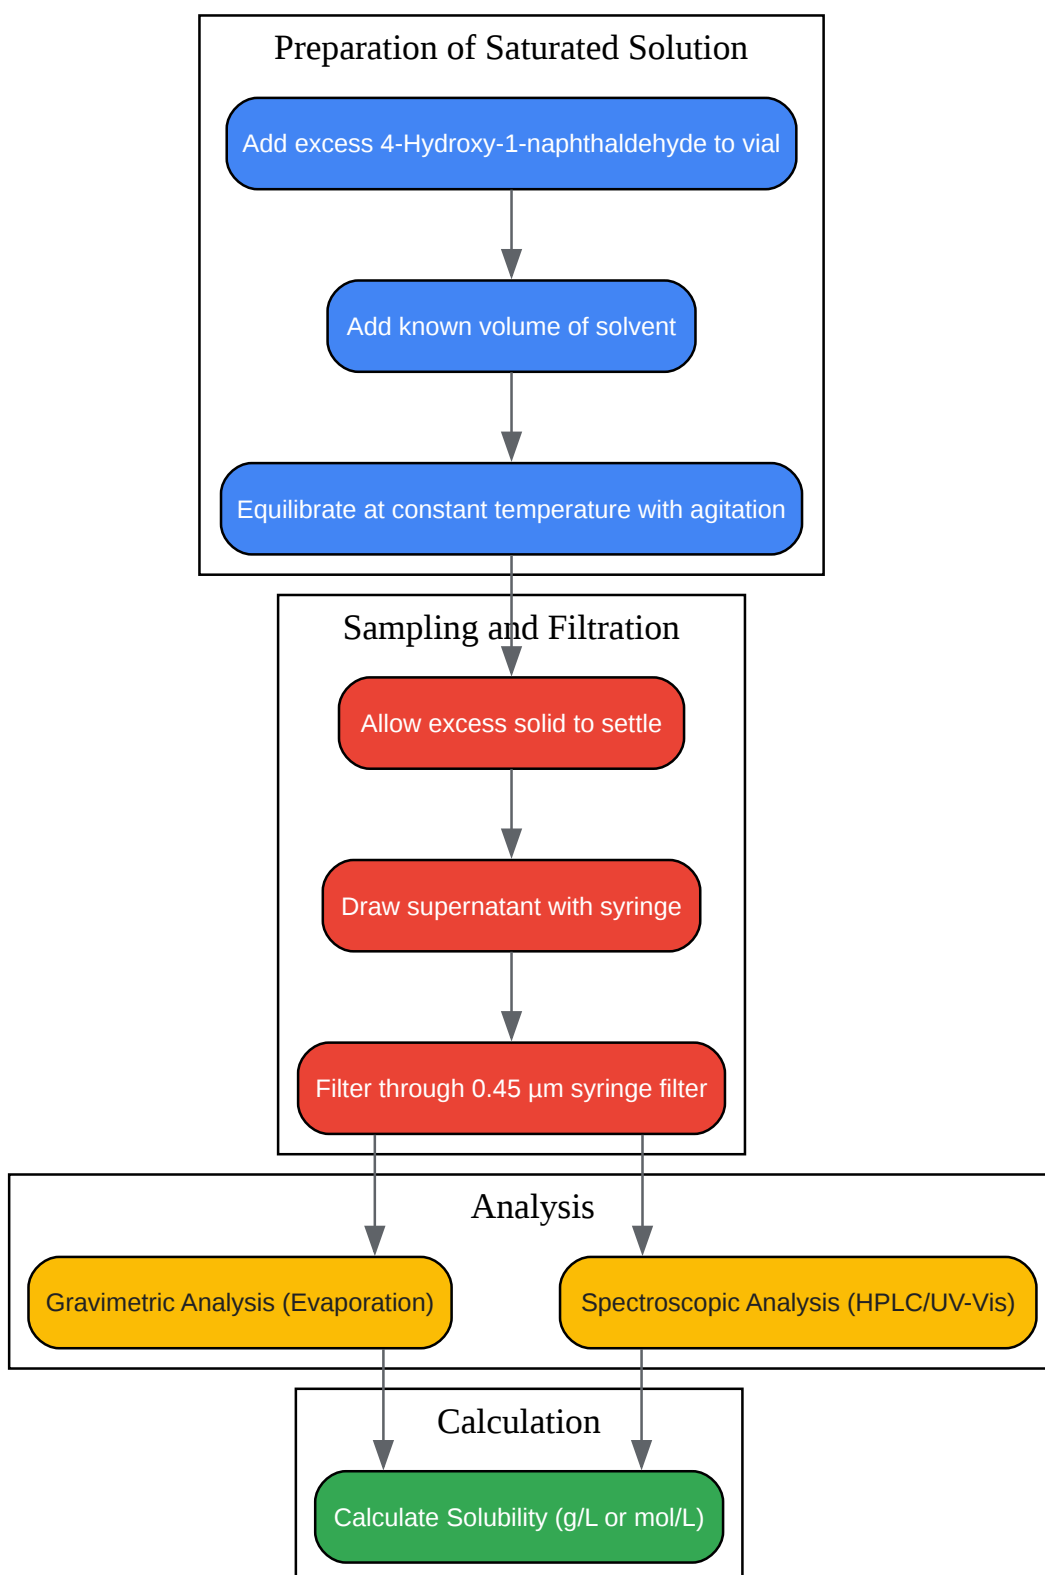 Preparation of Saturated Solution
Add excess 4-Hydroxy-1-naphthaldehyde to vial
Add known volume of solvent
Equilibrate at constant temperature with agitation
Sampling and Filtration
Allow excess solid to settle
Draw supernatant with syringe
Filter through 0.45 µm syringe filter
Analysis
Gravimetric Analysis (Evaporation)
Spectroscopic Analysis (HPLC/UV-Vis)
Calculation
Calculate Solubility (g/L or mol/L)